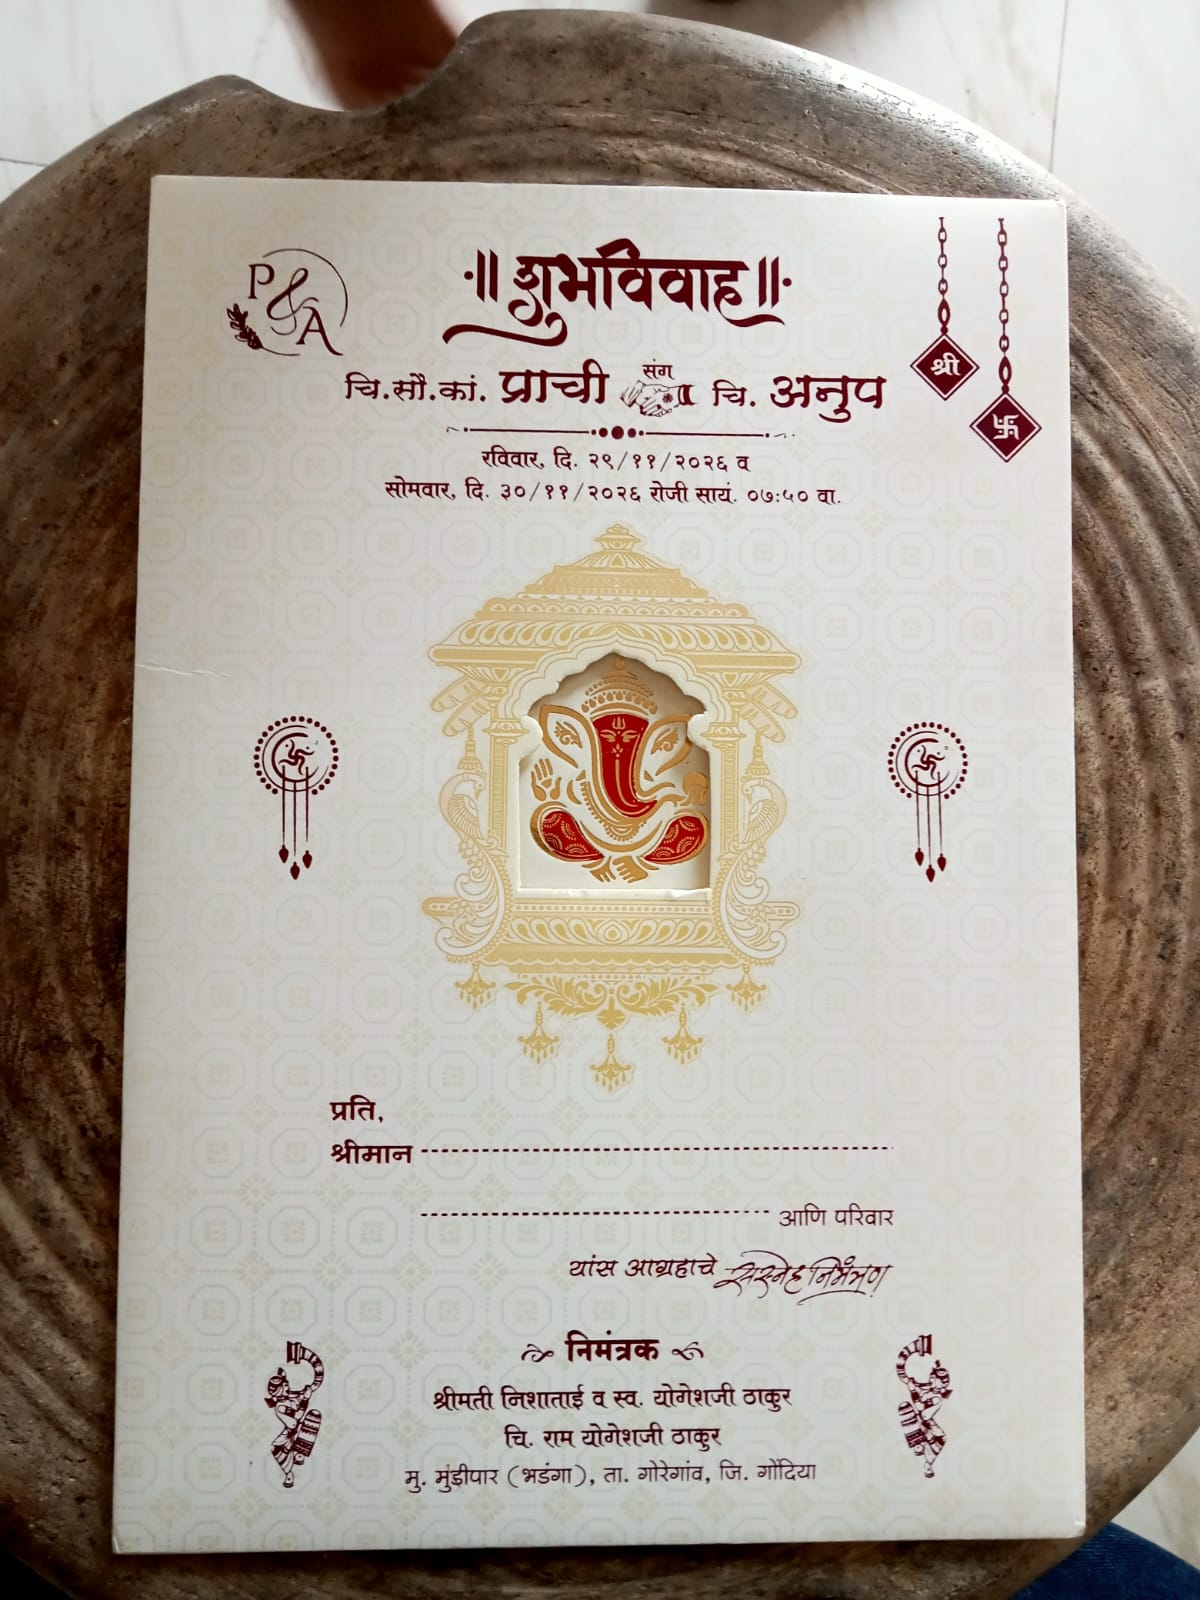 P & A
॥ शुभविवाह ॥
श्री
चि.सौ.कां. प्राची संग चि. अनुप
रविवार, दि. २९/११/२०२६ व
सोमवार, दि. ३०/११/२०२६ रोजी सायं. ०७:५० वा.
प्रति,
श्रीमान
आणि परिवार
यांस आग्रहाचे सस्नेह निमंत्रण
निमंत्रक
श्रीमती निशाताई व स्व. योगेशजी ठाकुर
चि. राम योगेशजी ठाकुर
मु. मुंडीपार (भडंगा), ता. गोरेगांव, जि. गोंदिया